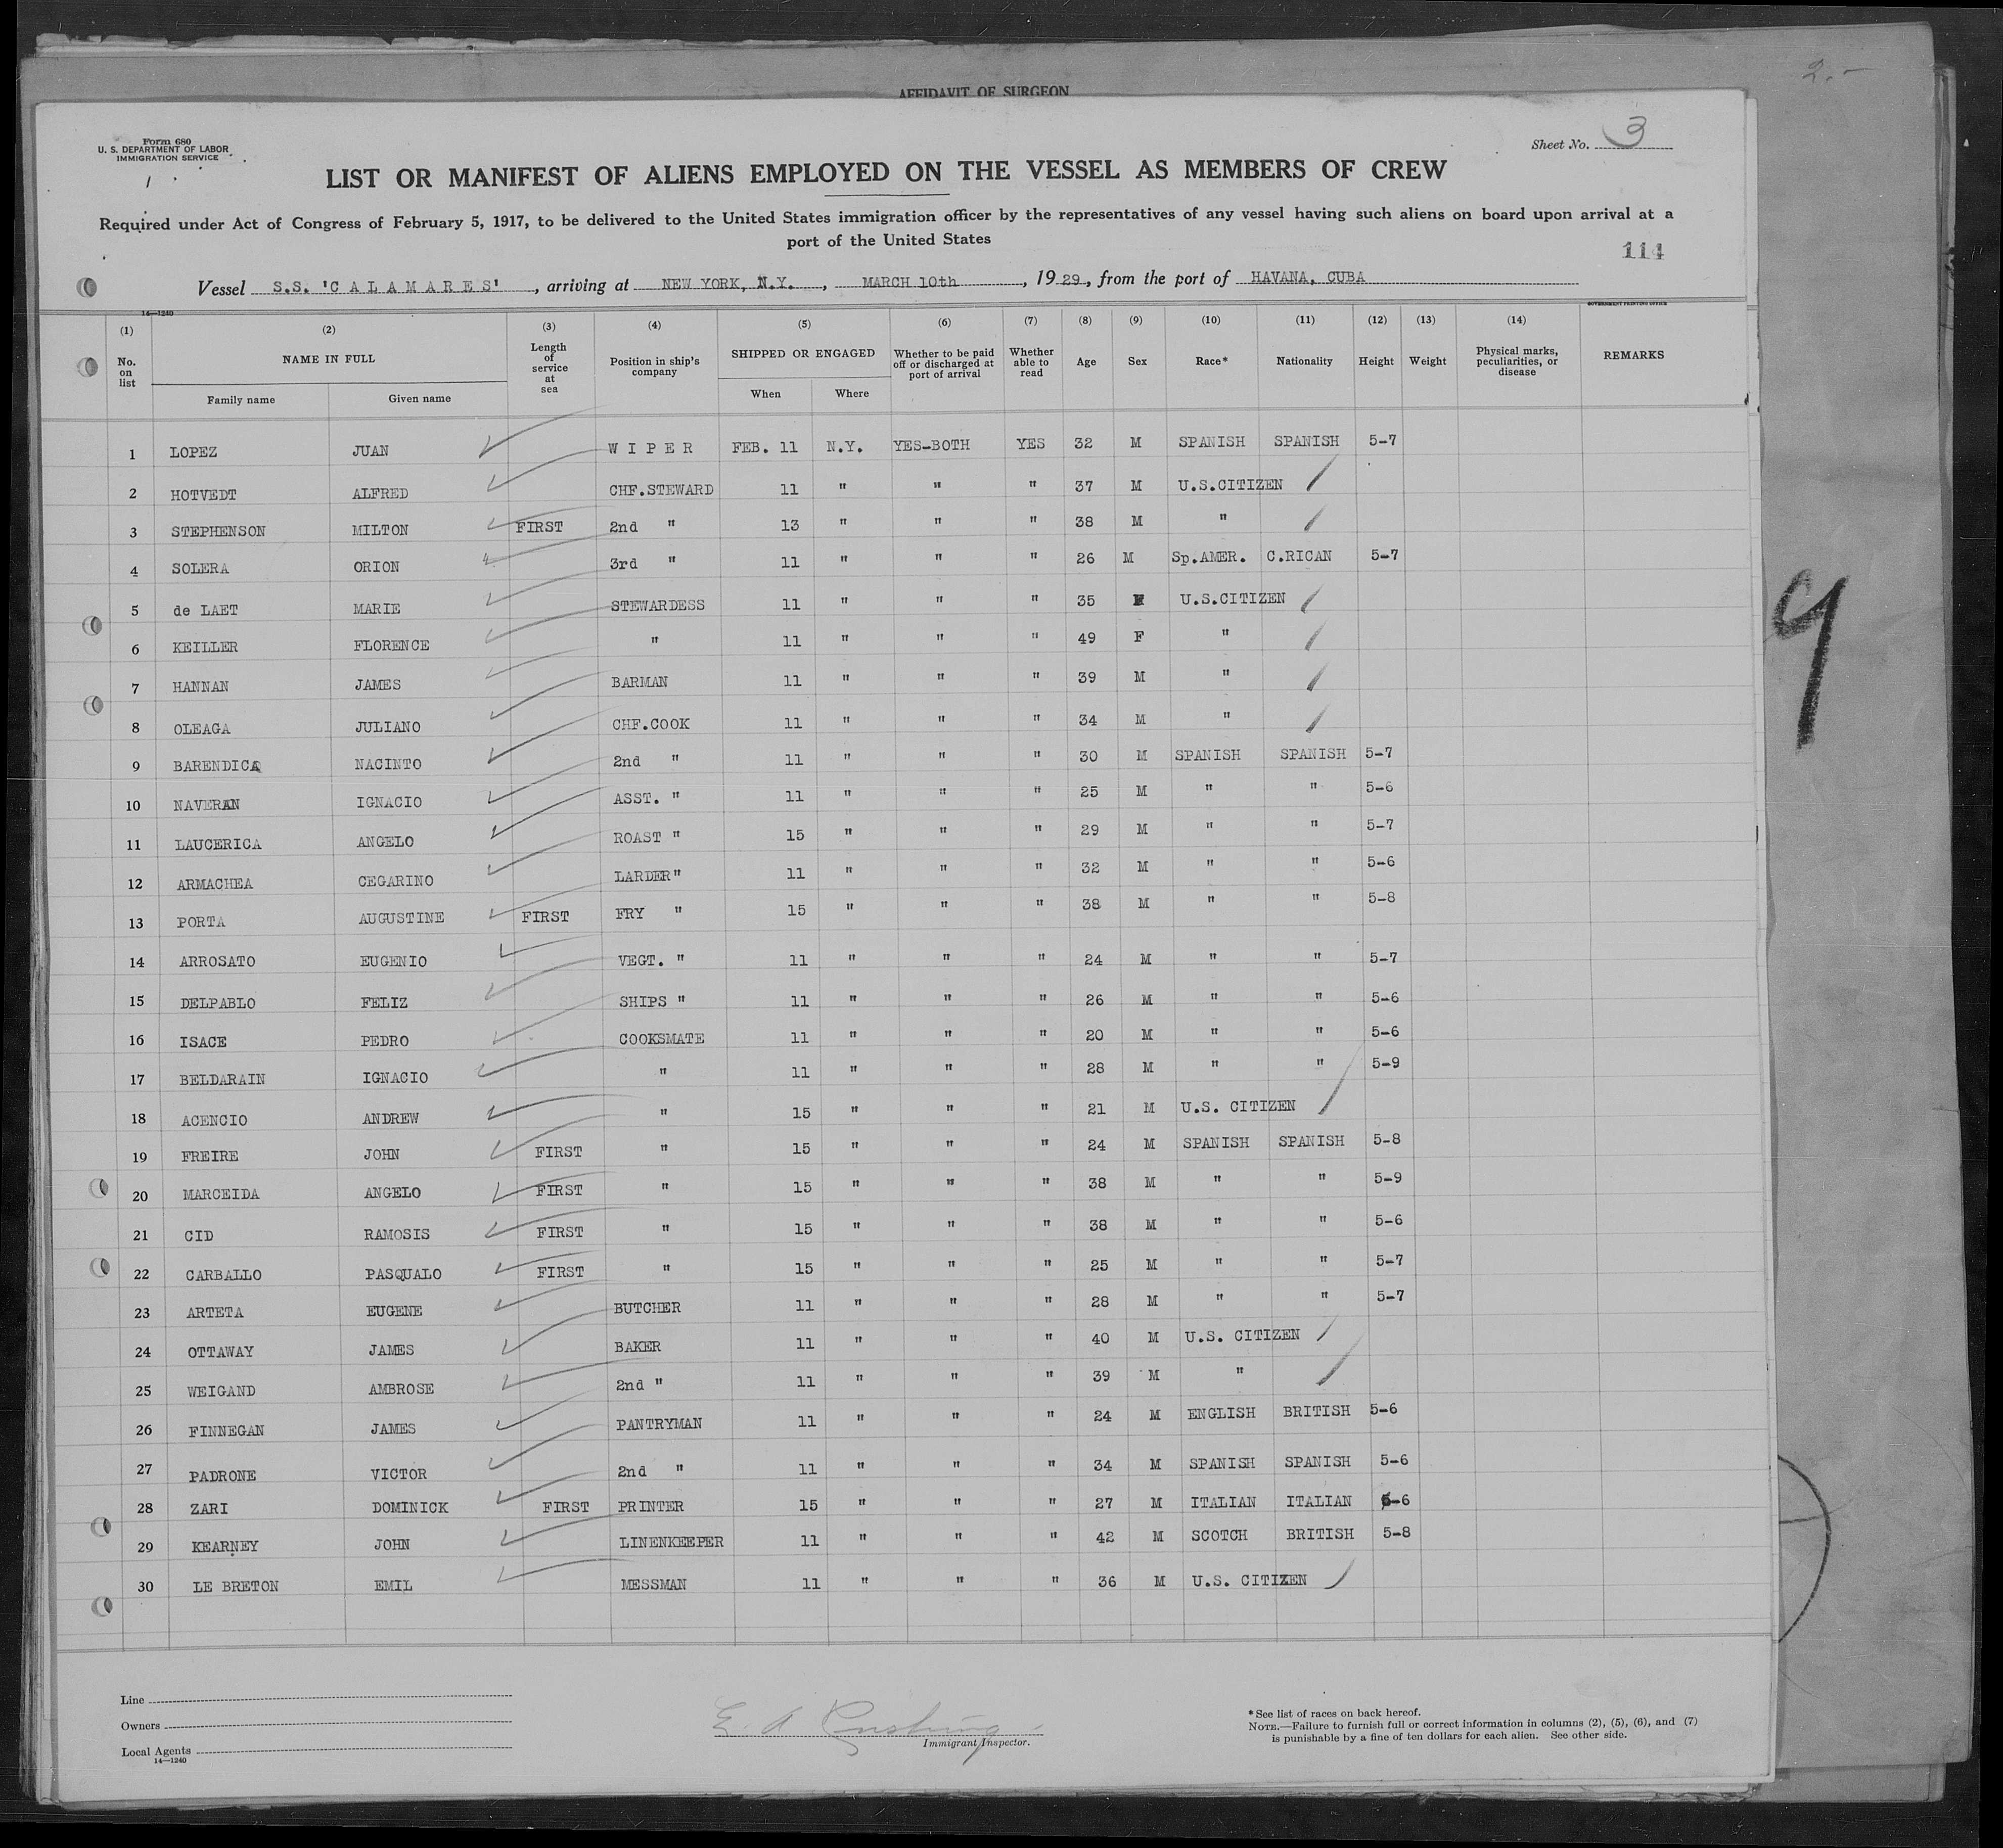 2.-
AFFIDAVIT OF SURGEON
Form 680
U. S. DEPARTMENT OF LABOR
IMMIGRATION SERVICE
Sheet No. 3
LIST OR MANIFEST OF ALIENS EMPLOYED ON THE VESSEL AS MEMBERS OF CREW
Required under Act of Congress of February 5, 1917, to be delivered to the United States immigration officer by the representatives of any vessel having such aliens on board upon arrival at a
port of the United States
114
Vessel S.S. 'CALAMARES', arriving at NEW YORK, N.Y., MARCH 10th, 1929, from the port of HAVANA, CUBA
14—1240 GOVERNMENT PRINTING OFFICE
(1) (2) (3) (4) (5) (6) (7) (8) (9) (10) (11) (12) (13) (14)
No. on list NAME IN FULL Length of service at sea Position in ship's company SHIPPED OR ENGAGED Whether to be paid off or discharged at port of arrival Whether able to read Age Sex Race* Nationality Height Weight Physical marks, peculiarities, or disease REMARKS
Family name Given name When Where
1 LOPEZ JUAN WIPER FEB. 11 N.Y. YES-BOTH YES 32 M SPANISH SPANISH 5-7
2 HOTVEDT ALFRED CHF.STEWARD 11 " " " 37 M U.S.CITIZEN
3 STEPHENSON MILTON FIRST 2nd " 13 " " " 38 M "
4 SOLERA ORION 3rd " 11 " " " 26 M Sp.AMER. C.RICAN 5-7
5 de LAET MARIE STEWARDESS 11 " " " 35 F U.S.CITIZEN
6 KEILLER FLORENCE " 11 " " " 49 F "
7 HANNAN JAMES BARMAN 11 " " " 39 M "
8 OLEAGA JULIANO CHF.COOK 11 " " " 34 M "
9 BARENDICA NACINTO 2nd " 11 " " " 30 M SPANISH SPANISH 5-7
10 NAVERAN IGNACIO ASST. " 11 " " " 25 M " " 5-6
11 LAUCERICA ANGELO ROAST " 15 " " " 29 M " " 5-7
12 ARMACHEA CEGARINO LARDER " 11 " " " 32 M " " 5-6
13 PORTA AUGUSTINE FIRST FRY " 15 " " " 38 M " " 5-8
14 ARROSATO EUGENIO VEGT. " 11 " " " 24 M " " 5-7
15 DELPABLO FELIZ SHIPS " 11 " " " 26 M " " 5-6
16 ISACE PEDRO COOKSMATE 11 " " " 20 M " " 5-6
17 BELDARAIN IGNACIO " 11 " " " 28 M " " 5-9
18 ACENCIO ANDREW " 15 " " " 21 M U.S. CITIZEN
19 FREIRE JOHN FIRST " 15 " " " 24 M SPANISH SPANISH 5-8
20 MARCEIDA ANGELO FIRST " 15 " " " 38 M " " 5-9
21 CID RAMOSIS FIRST " 15 " " " 38 M " " 5-6
22 CARBALLO PASQUALO FIRST " 15 " " " 25 M " " 5-7
23 ARTETA EUGENE BUTCHER 11 " " " 28 M " " 5-7
24 OTTAWAY JAMES BAKER 11 " " " 40 M U.S. CITIZEN
25 WEIGAND AMBROSE 2nd " 11 " " " 39 M "
26 FINNEGAN JAMES PANTRYMAN 11 " " " 24 M ENGLISH BRITISH 5-6
27 PADRONE VICTOR 2nd " 11 " " " 34 M SPANISH SPANISH 5-6
28 ZARI DOMINICK FIRST PRINTER 15 " " " 27 M ITALIAN ITALIAN 5-6
29 KEARNEY JOHN LINENKEEPER 11 " " " 42 M SCOTCH BRITISH 5-8
30 LE BRETON EMIL MESSMAN 11 " " " 36 M U.S. CITIZEN
9
Line
Owners
Local Agents
14—1240
E. A.
Immigrant Inspector.
* See list of races on back hereof.
NOTE.—Failure to furnish full or correct information in columns (2), (5), (6), and (7)
is punishable by a fine of ten dollars for each alien. See other side.